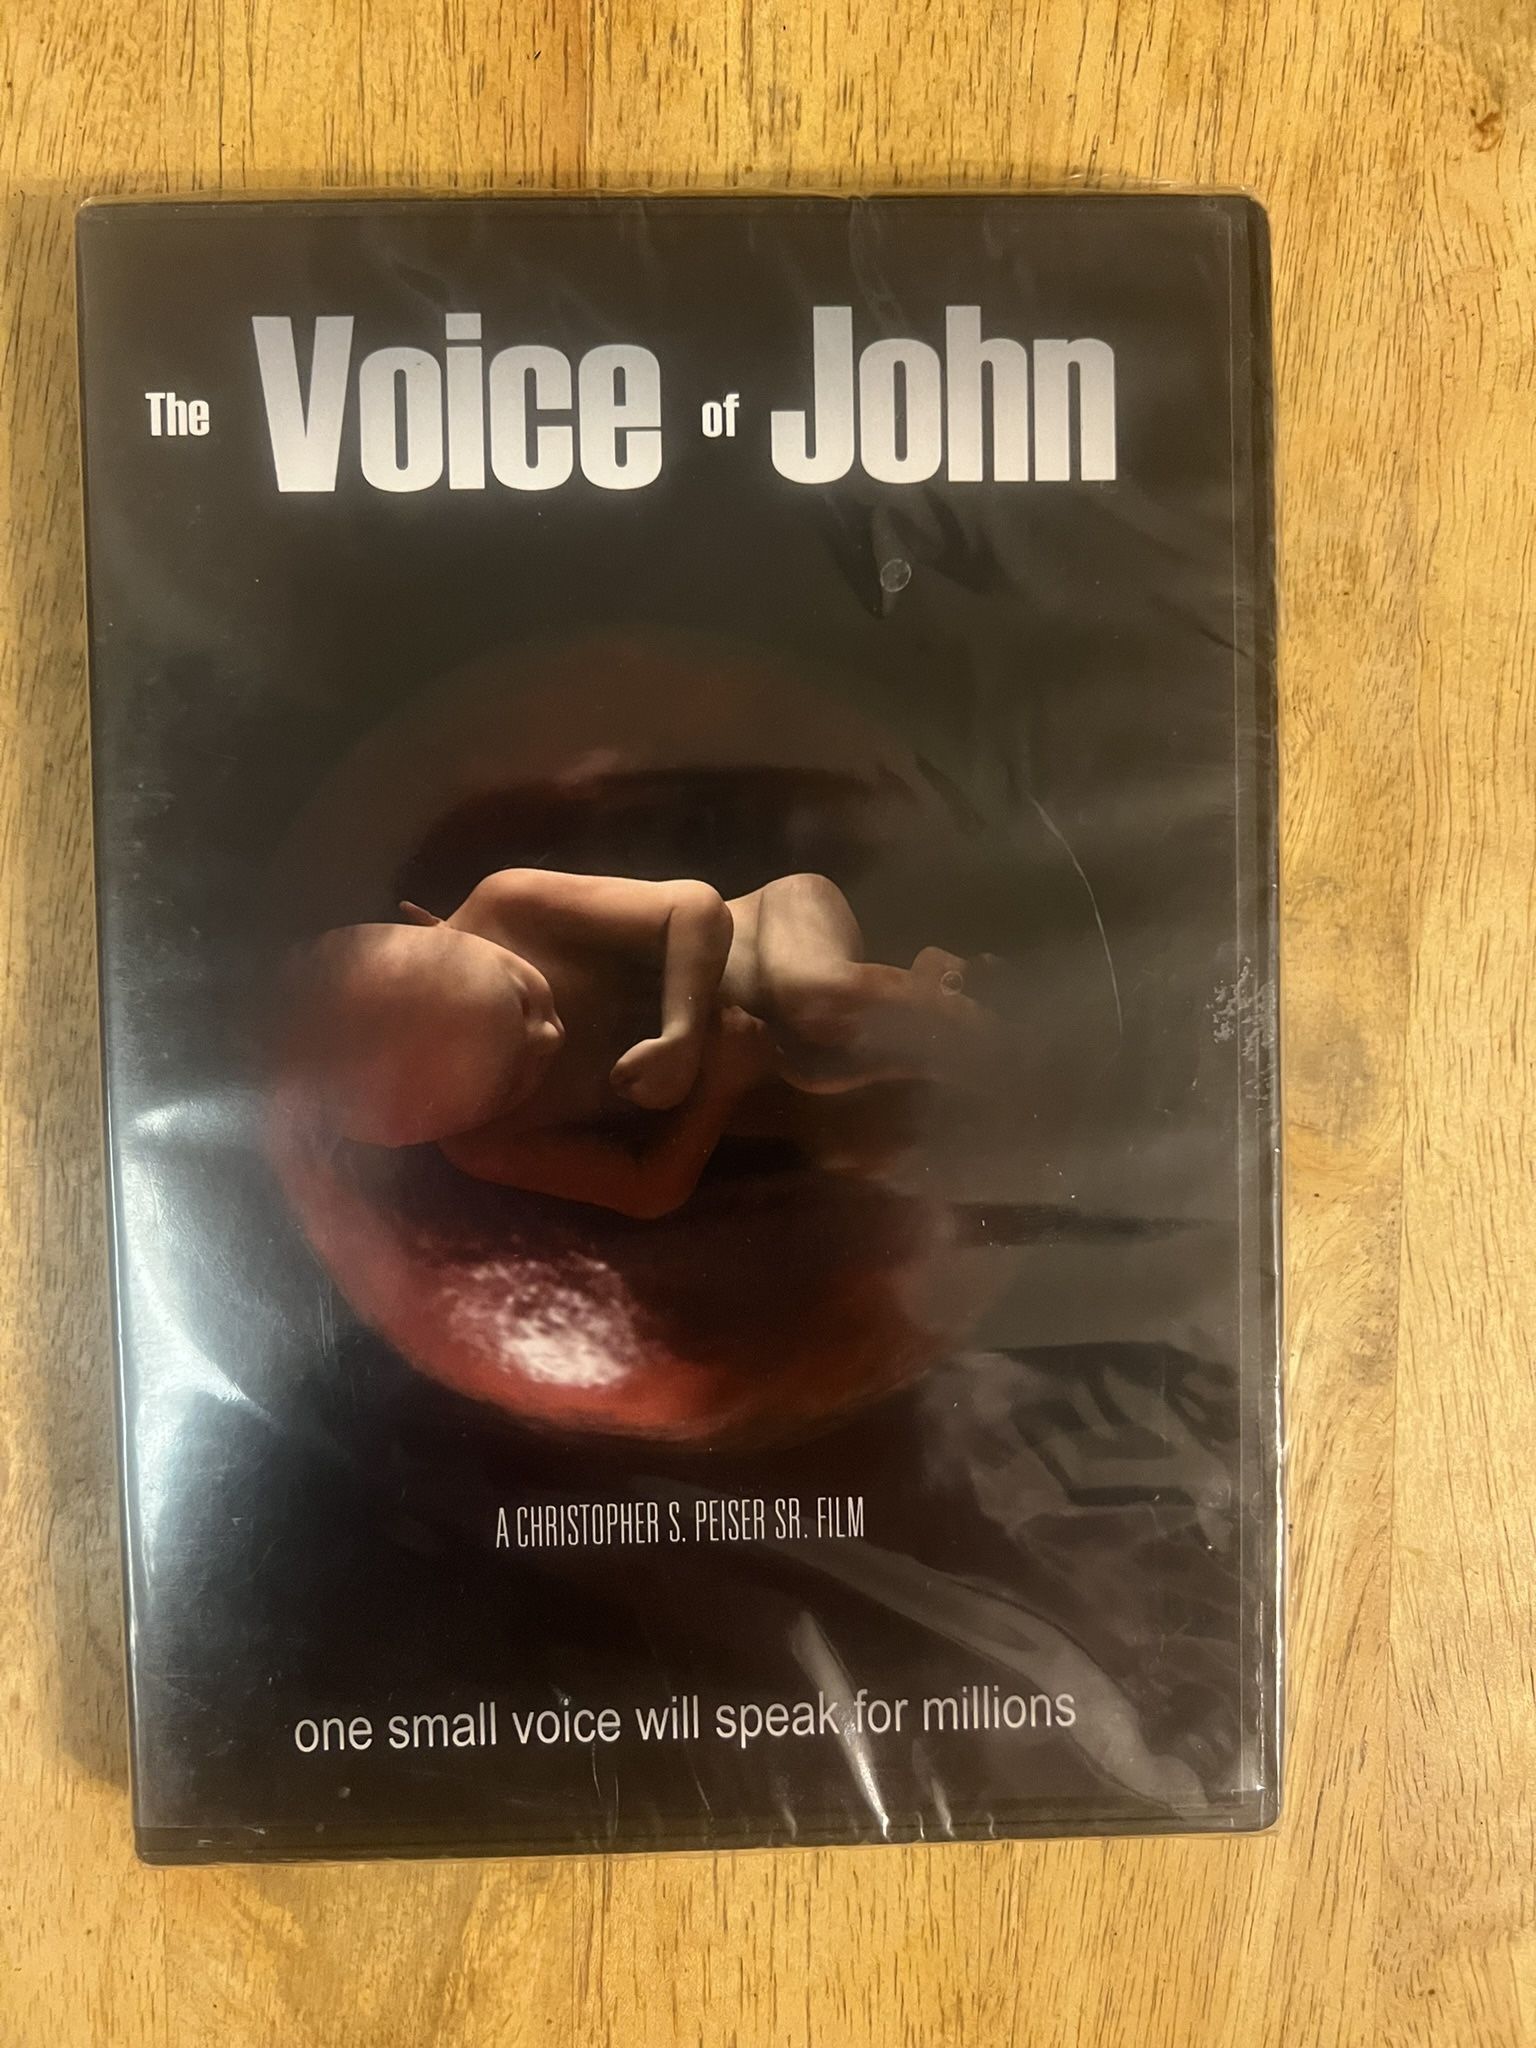 The Voice of John
A CHRISTOPHER S. PEISER SR. FILM
one small voice will speak for millions